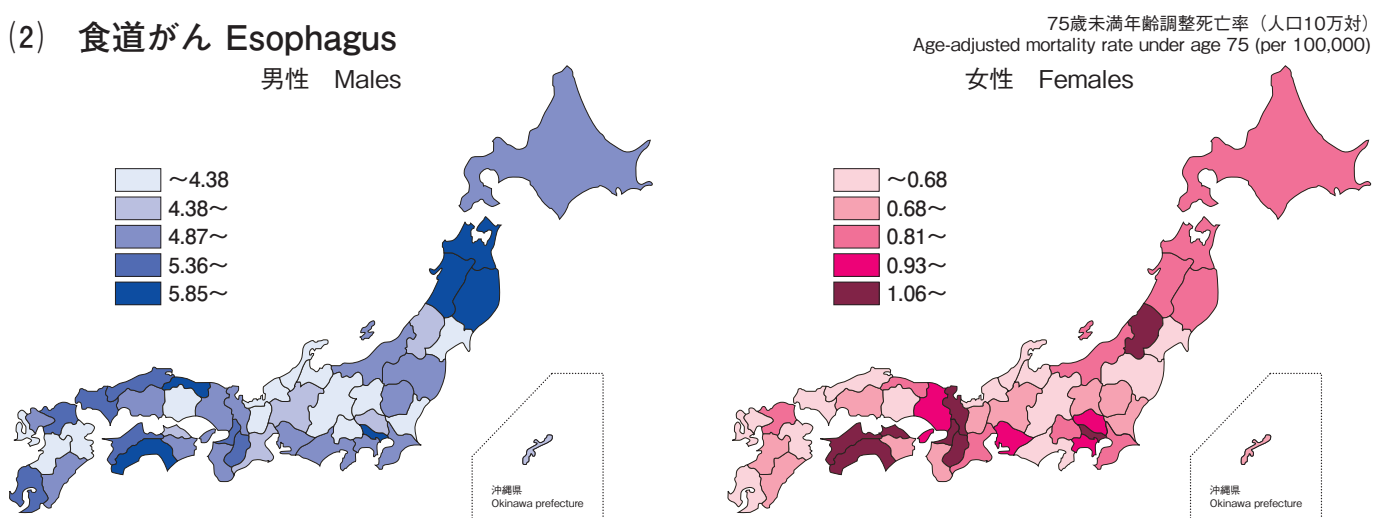 (2) 食道がん Esophagus
75歳未満年齢調整死亡率（人口10万対）
Age-adjusted mortality rate under age 75 (per 100,000)
男性 Males
～4.38
4.38～
4.87～
5.36～
5.85～
沖縄県
Okinawa prefecture
女性 Females
～0.68
0.68～
0.81～
0.93～
1.06～
沖縄県
Okinawa prefecture